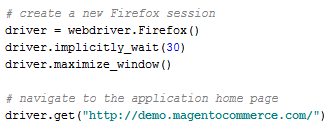 # create a new Firefox session
driver = webdriver.Firefox()
driver.implicitly_wait(30)
driver.maximize_window()
# navigate to the application home page
driver.get("http://demo.magentocommerce.com/")